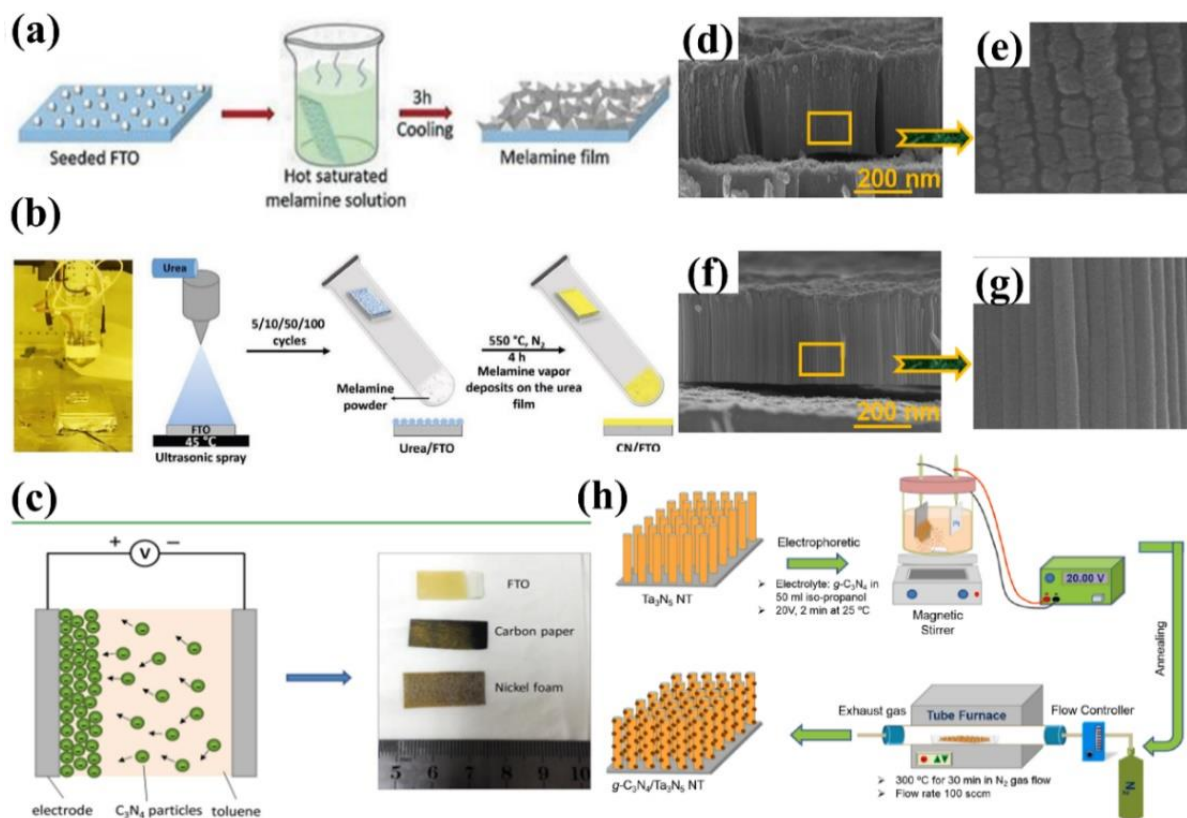 (a)
Seeded FTO
Hot saturated
melamine solution
3h
Cooling
Melamine film
(b)
Urea
FTO
45 °C
Ultrasonic spray
5/10/50/100
cycles
Melamine
powder
Urea/FTO
550 °C, N₂
4 h
Melamine vapor
deposits on the urea
film
CN/FTO
(c)
+ V −
electrode
C₃N₄ particles
toluene
FTO
Carbon paper
Nickel foam
5 6 7 8 9 10
(d)
200 nm
(e)
(f)
200 nm
(g)
(h)
Ta₃N₅ NT
Electrophoretic
➢ Electrolyte: g-C₃N₄ in
50 ml iso-propanol
➢ 20V, 2 min at 25 °C
Magnetic
Stirrer
20.00 V
Annealing
Exhaust gas
Tube Furnace
Flow Controller
N₂
➢ 300 °C for 30 min in N₂ gas flow
➢ Flow rate 100 sccm
g-C₃N₄/Ta₃N₅ NT